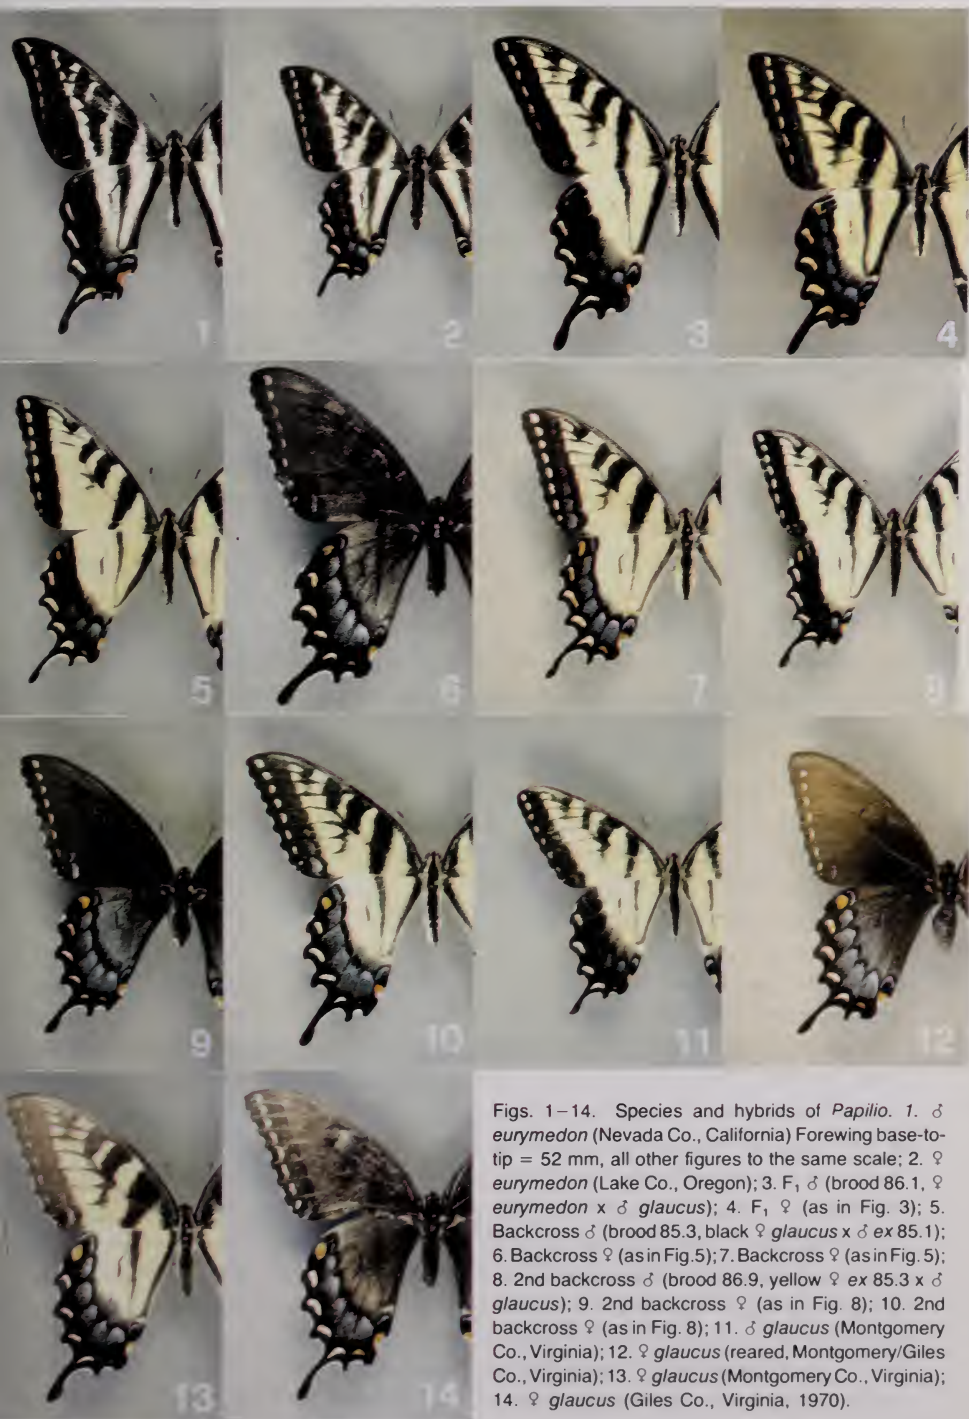 1
2
3
4
5
6
7
8
9
10
11
12
13
14
Figs. 1–14. Species and hybrids of Papilio. 1. ♂
eurymedon (Nevada Co., California) Forewing base-to-
tip = 52 mm, all other figures to the same scale; 2. ♀
eurymedon (Lake Co., Oregon); 3. F₁ ♂ (brood 86.1, ♀
eurymedon x ♂ glaucus); 4. F₁ ♀ (as in Fig. 3); 5.
Backcross ♂ (brood 85.3, black ♀ glaucus x ♂ ex 85.1);
6. Backcross ♀ (as in Fig.5); 7. Backcross ♀ (as in Fig. 5);
8. 2nd backcross ♂ (brood 86.9, yellow ♀ ex 85.3 x ♂
glaucus); 9. 2nd backcross ♀ (as in Fig. 8); 10. 2nd
backcross ♀ (as in Fig. 8); 11. ♂ glaucus (Montgomery
Co., Virginia); 12. ♀ glaucus (reared, Montgomery/Giles
Co., Virginia); 13. ♀ glaucus (Montgomery Co., Virginia);
14. ♀ glaucus (Giles Co., Virginia, 1970).